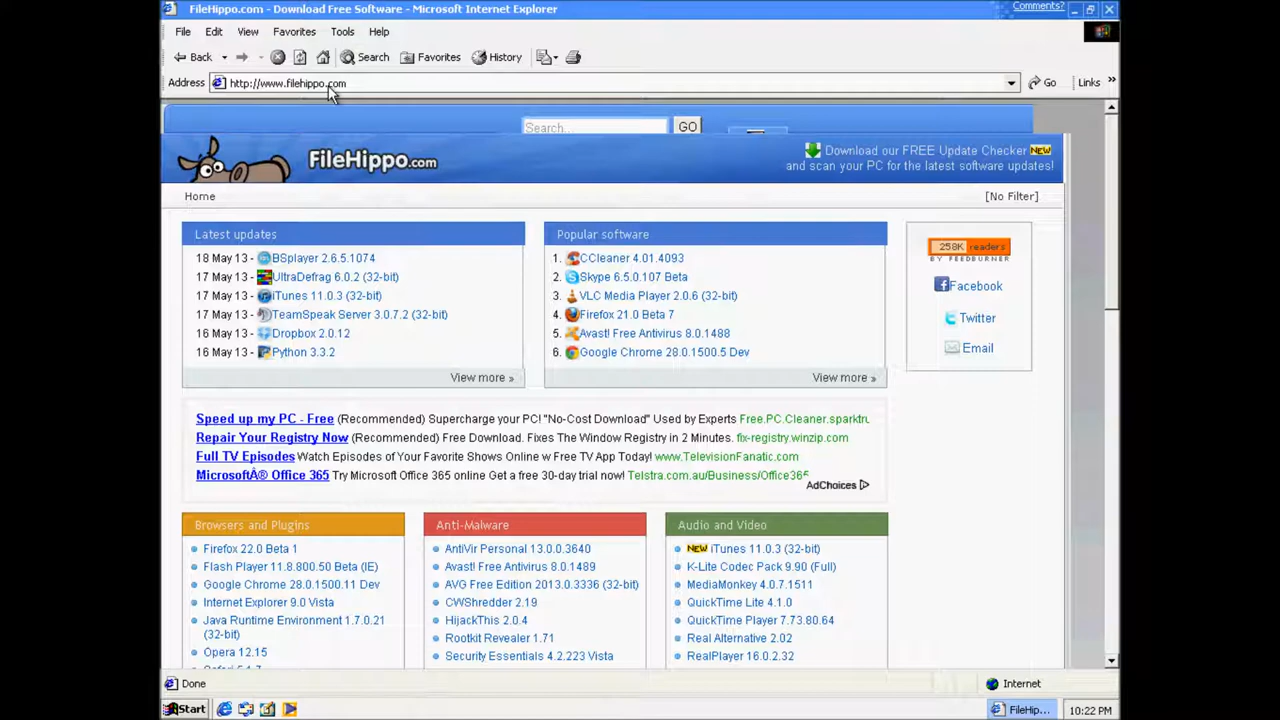 FileHippo.com - Download Free Software - Microsoft Internet Explorer
Comments?
File Edit View Favorites Tools Help
Back Search Favorites History
Address http://www.filehippo.com Go Links »
Search... GO
FileHippo.com
Download our FREE Update Checker NEW
and scan your PC for the latest software updates!
Home [No Filter]
Latest updates
18 May 13 - BSplayer 2.6.5.1074
17 May 13 - UltraDefrag 6.0.2 (32-bit)
17 May 13 - iTunes 11.0.3 (32-bit)
17 May 13 - TeamSpeak Server 3.0.7.2 (32-bit)
16 May 13 - Dropbox 2.0.12
16 May 13 - Python 3.3.2
View more »
Popular software
1. CCleaner 4.01.4093
2. Skype 6.5.0.107 Beta
3. VLC Media Player 2.0.6 (32-bit)
4. Firefox 21.0 Beta 7
5. Avast! Free Antivirus 8.0.1488
6. Google Chrome 28.0.1500.5 Dev
View more »
258K readers
BY FEEDBURNER
Facebook
Twitter
Email
Speed up my PC - Free (Recommended) Supercharge your PC! "No-Cost Download" Used by Experts Free.PC.Cleaner.sparktru
Repair Your Registry Now (Recommended) Free Download. Fixes The Window Registry in 2 Minutes. fix-registry.winzip.com
Full TV Episodes Watch Episodes of Your Favorite Shows Online w Free TV App Today! www.TelevisionFanatic.com
MicrosoftÂ® Office 365 Try Microsoft Office 365 online Get a free 30-day trial now! Telstra.com.au/Business/Office365
AdChoices
Browsers and Plugins
Firefox 22.0 Beta 1
Flash Player 11.8.800.50 Beta (IE)
Google Chrome 28.0.1500.11 Dev
Internet Explorer 9.0 Vista
Java Runtime Environment 1.7.0.21
(32-bit)
Opera 12.15
Anti-Malware
AntiVir Personal 13.0.0.3640
Avast! Free Antivirus 8.0.1489
AVG Free Edition 2013.0.3336 (32-bit)
CWShredder 2.19
HijackThis 2.0.4
Rootkit Revealer 1.71
Security Essentials 4.2.223 Vista
Audio and Video
NEW iTunes 11.0.3 (32-bit)
K-Lite Codec Pack 9.90 (Full)
MediaMonkey 4.0.7.1511
QuickTime Lite 4.1.0
QuickTime Player 7.73.80.64
Real Alternative 2.02
RealPlayer 16.0.2.32
Done Internet
Start FileHip... 10:22 PM